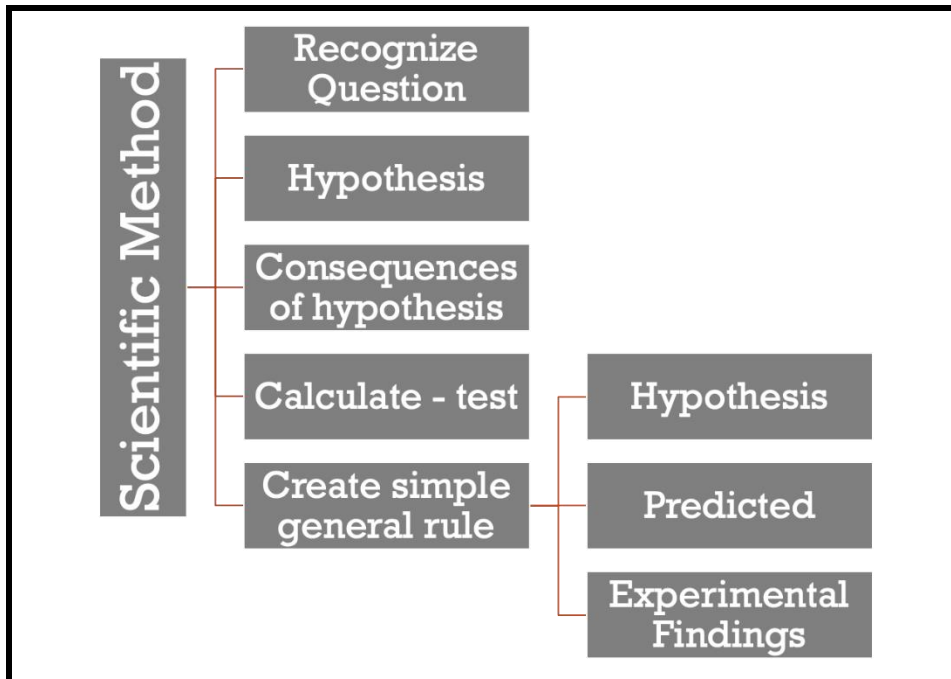 Scientific Method
Recognize
Question
Hypothesis
Consequences
of hypothesis
Calculate - test
Create simple
general rule
Hypothesis
Predicted
Experimental
Findings